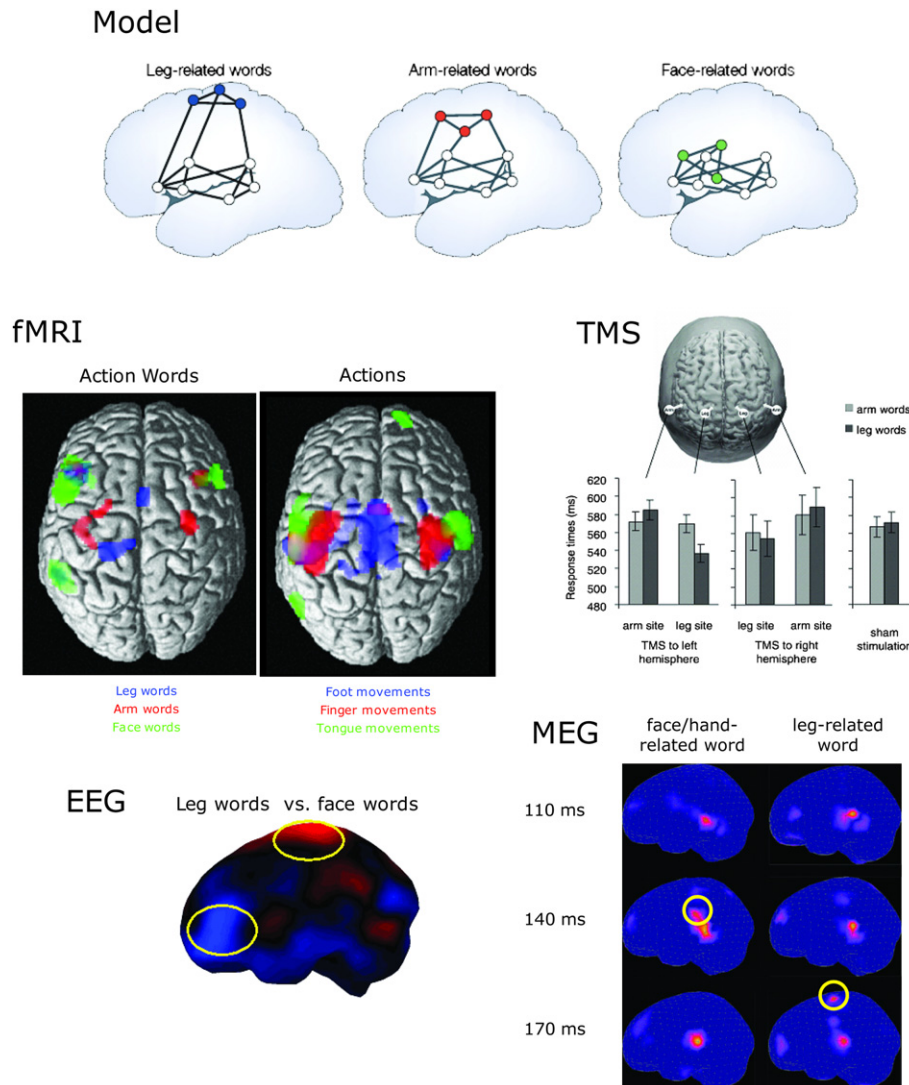 Model
Leg-related words
Arm-related words
Face-related words
fMRI
Action Words
Actions
Leg words
Arm words
Face words
Foot movements
Finger movements
Tongue movements
TMS
Arm
Leg
Leg
Arm
arm words
leg words
Response times (ms)
620
600
580
560
540
520
500
480
arm site
leg site
leg site
arm site
TMS to left
hemisphere
TMS to right
hemisphere
sham
stimulation
EEG
Leg words vs. face words
MEG
face/hand-
related word
leg-related
word
110 ms
140 ms
170 ms